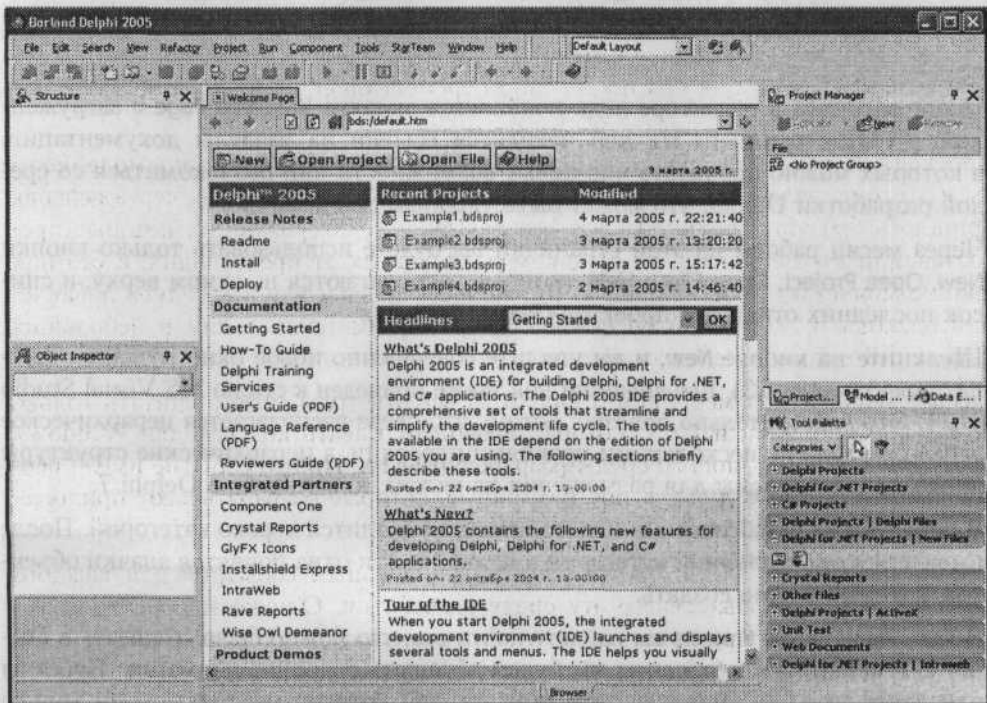 Borland Delphi 2005
File Edit Search View Refactor Project Run Component Tools StarTeam Window Help
Default Layout
Structure
Welcome Page
bds:/default.htm
New Open Project Open File Help
9 марта 2005 г.
Delphi™ 2005
Release Notes
Readme
Install
Deploy
Documentation
Getting Started
How-To Guide
Delphi Training
Services
User's Guide (PDF)
Language Reference
(PDF)
Reviewers Guide (PDF)
Integrated Partners
Component One
Crystal Reports
GlyFX Icons
Installshield Express
IntraWeb
Rave Reports
Wise Owl Demeanor
Product Demos
Recent Projects Modified
Example1.bdsproj 4 марта 2005 г. 22:21:40
Example2.bdsproj 3 марта 2005 г. 13:20:20
Example3.bdsproj 3 марта 2005 г. 15:17:42
Example4.bdsproj 2 марта 2005 г. 14:46:40
Headlines Getting Started OK
What's Delphi 2005
Delphi 2005 is an integrated development
environment (IDE) for building Delphi, Delphi for .NET,
and C# applications. The Delphi 2005 IDE provides a
comprehensive set of tools that streamline and
simplify the development life cycle. The tools
available in the IDE depend on the edition of Delphi
2005 you are using. The following sections briefly
describe these tools.
Posted on: 22 октября 2004 г. 13:00:00
What's New?
Delphi 2005 contains the following new features for
developing Delphi, Delphi for .NET, and C#
applications.
Posted on: 22 октября 2004 г. 13:00:00
Tour of the IDE
When you start Delphi 2005, the integrated
development environment (IDE) launches and displays
several tools and menus. The IDE helps you visually
Browser
Object Inspector
Project Manager
New
File
<No Project Group>
Project... Model ... Data E...
Tool Palette
Categories
Delphi Projects
Delphi for .NET Projects
C# Projects
Delphi Projects | Delphi Files
Delphi for .NET Projects | New Files
Crystal Reports
Other Files
Delphi Projects | ActiveX
Unit Test
Web Documents
Delphi for .NET Projects | Intraweb